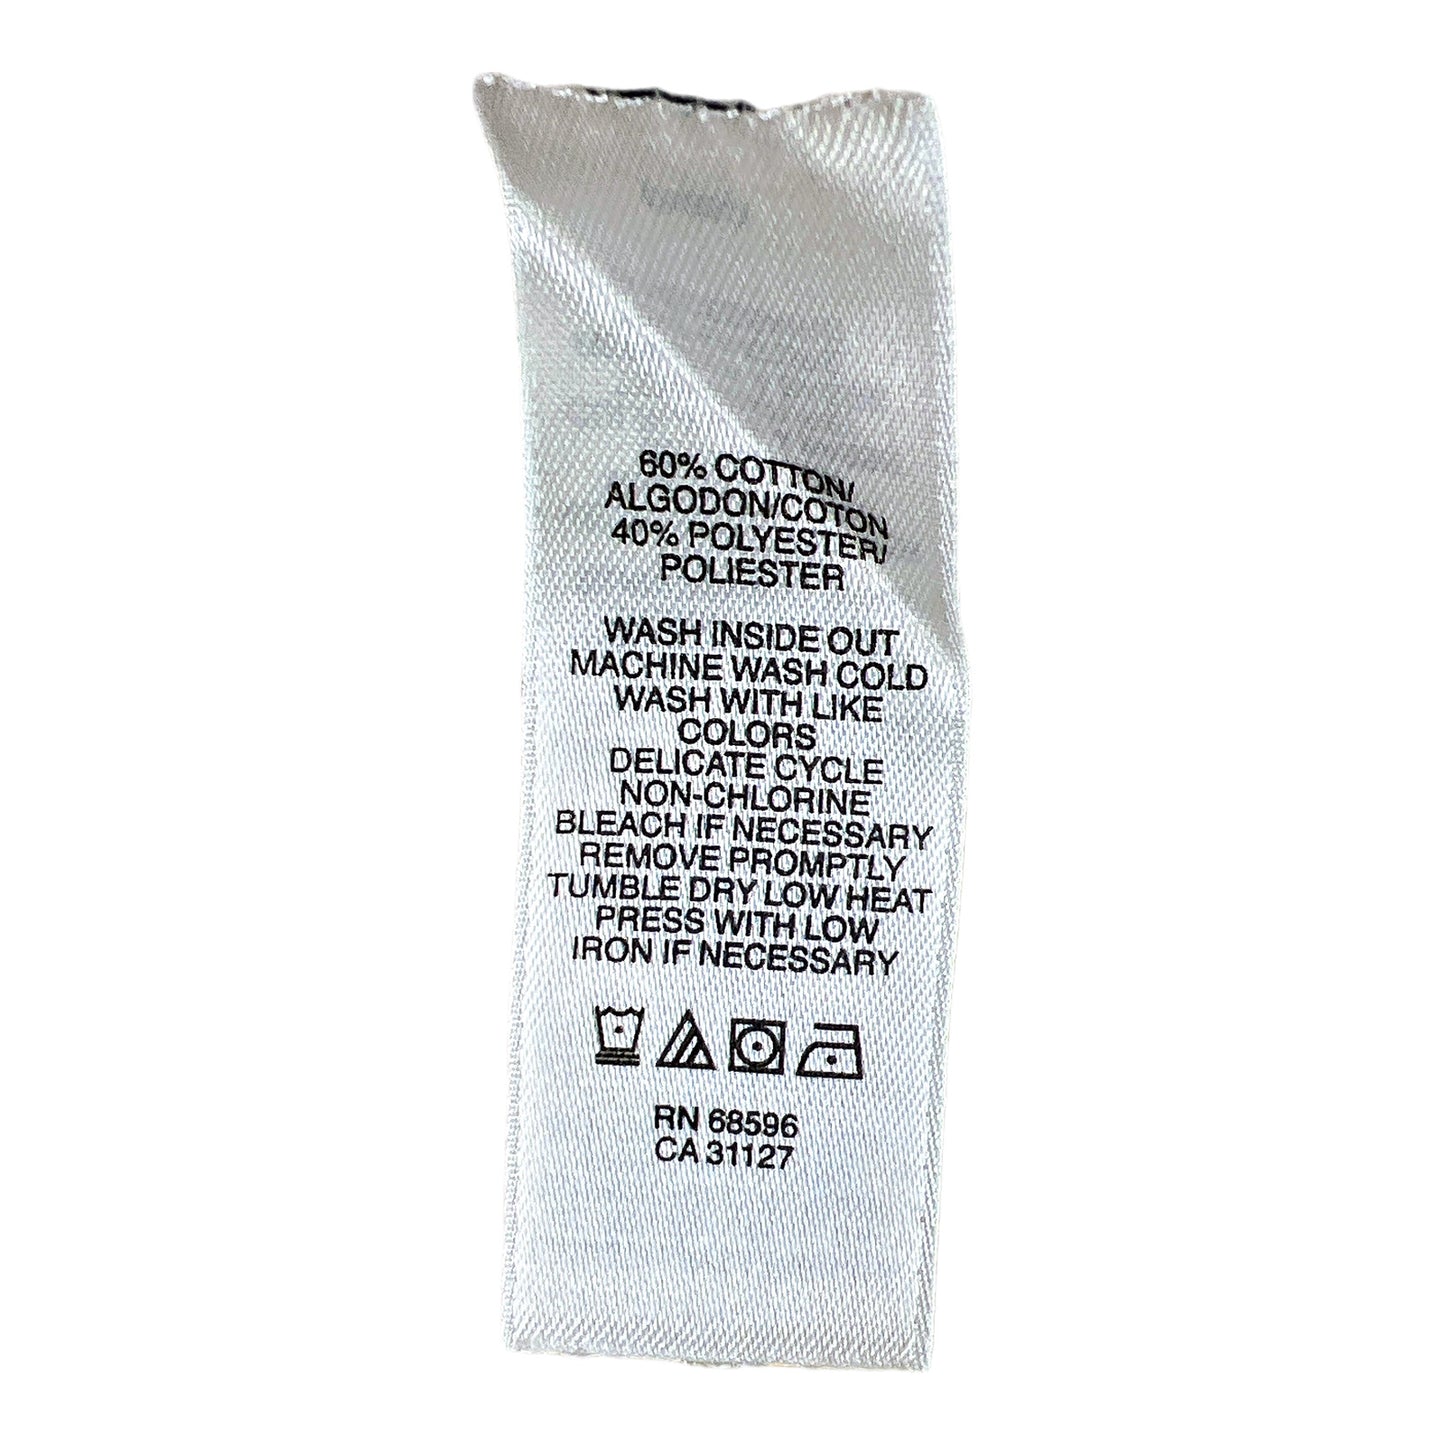 60% COTTON/
ALGODON/COTON
40% POLYESTER/
POLIESTER
WASH INSIDE OUT
MACHINE WASH COLD
WASH WITH LIKE
COLORS
DELICATE CYCLE
NON-CHLORINE
BLEACH IF NECESSARY
REMOVE PROMPTLY
TUMBLE DRY LOW HEAT
PRESS WITH LOW
IRON IF NECESSARY
RN 68596
CA 31127